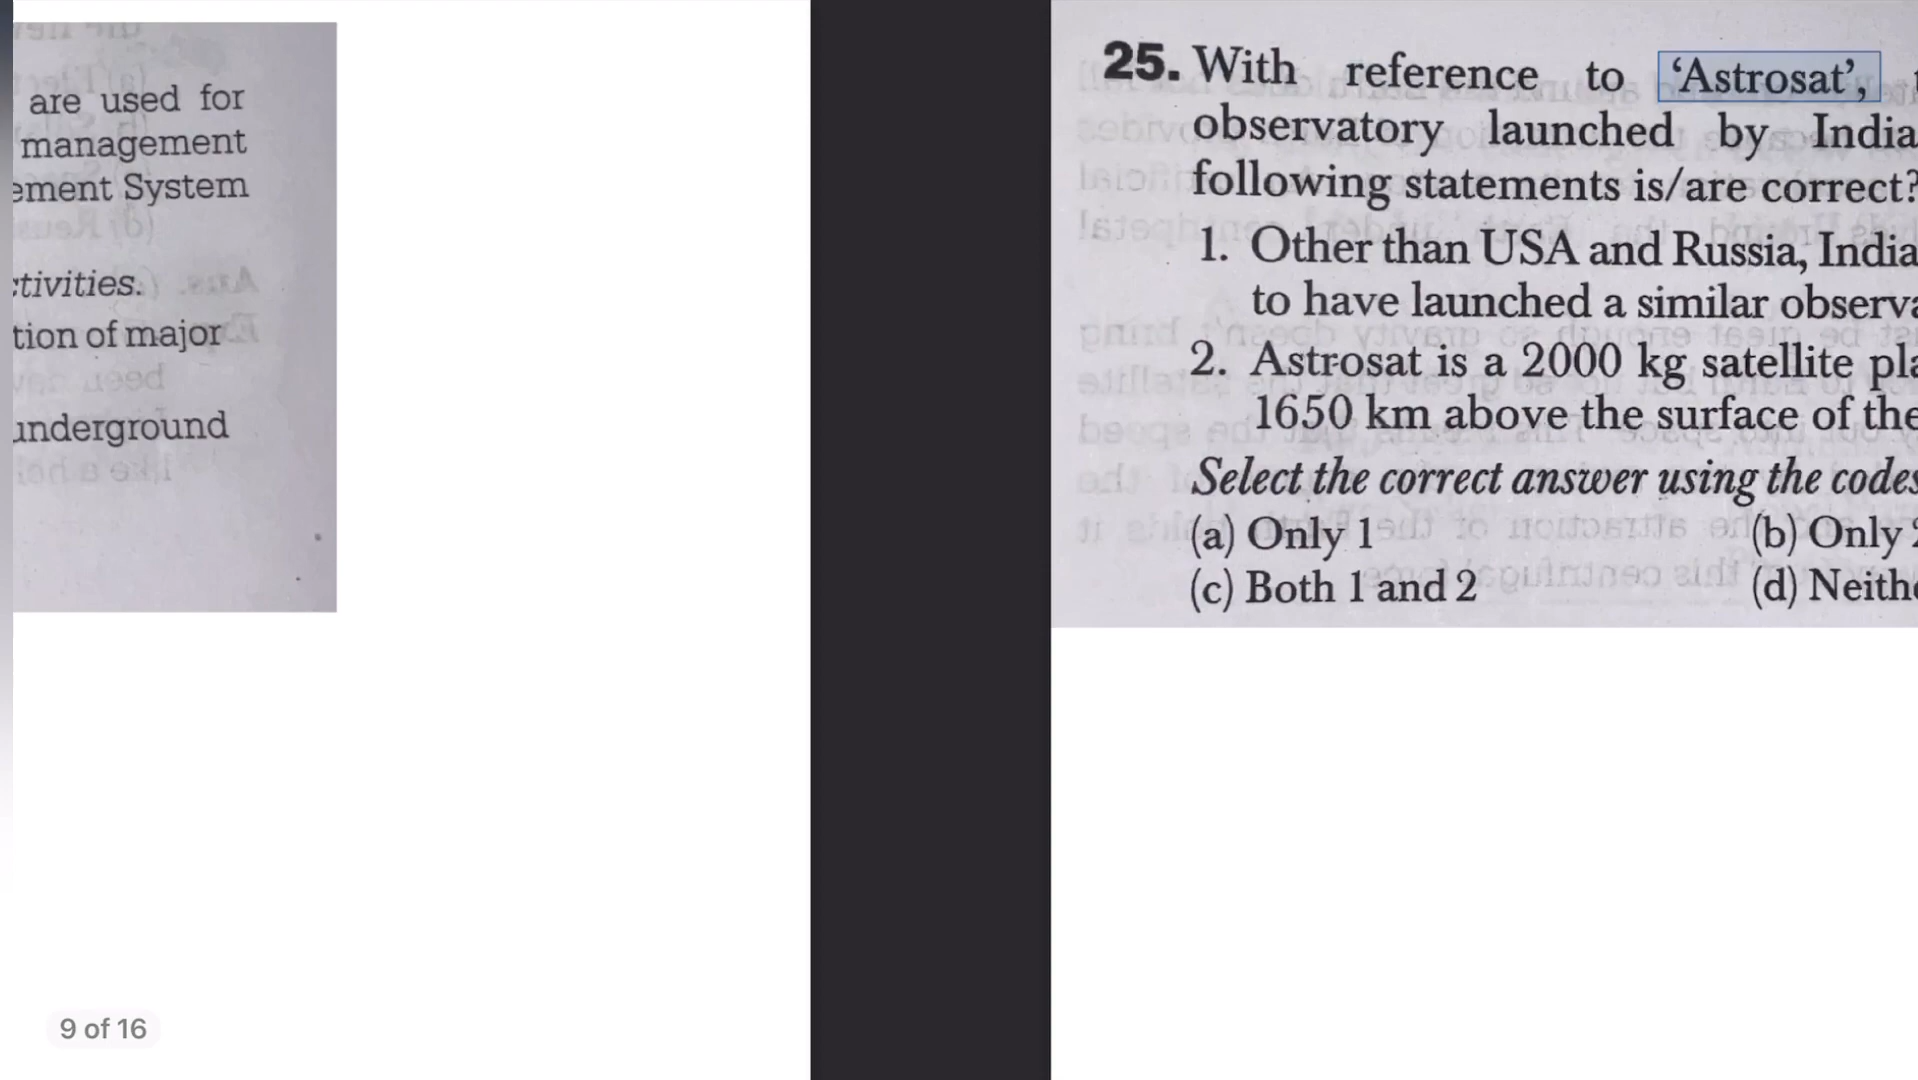 are used for
management
ement System
ctivities.
tion of major
underground
9 of 16
25. With reference to ‘Astrosat’,
observatory launched by India
following statements is/are correct?
1. Other than USA and Russia, India
to have launched a similar observa
2. Astrosat is a 2000 kg satellite pla
1650 km above the surface of the
Select the correct answer using the codes
(a) Only 1 (b) Only
(c) Both 1 and 2 (d) Neithe